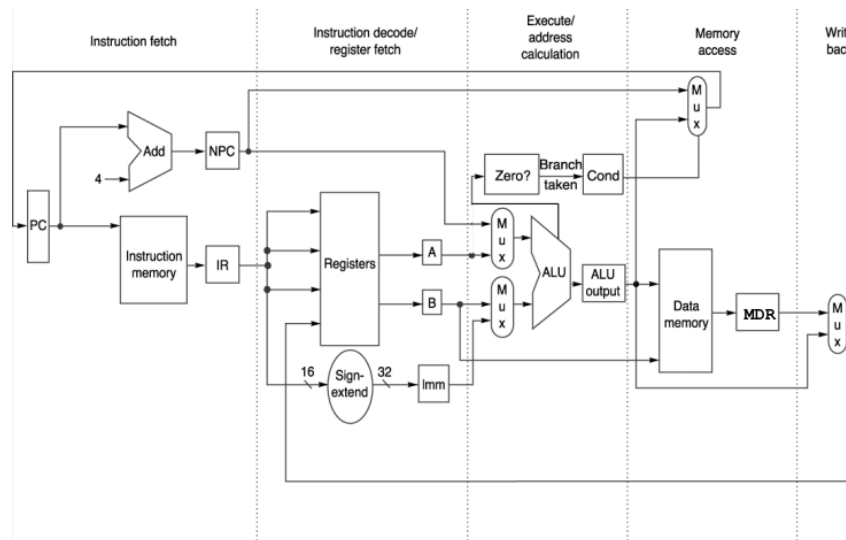 Instruction fetch
Instruction decode/
register fetch
Execute/
address
calculation
Memory
access
Writ
bac
M
u
x
Add
NPC
4
Zero?
Branch
taken
Cond
PC
Instruction
memory
IR
Registers
A
B
M
u
x
M
u
x
ALU
ALU
output
Data
memory
MDR
M
u
x
16
Sign-
extend
32
Imm